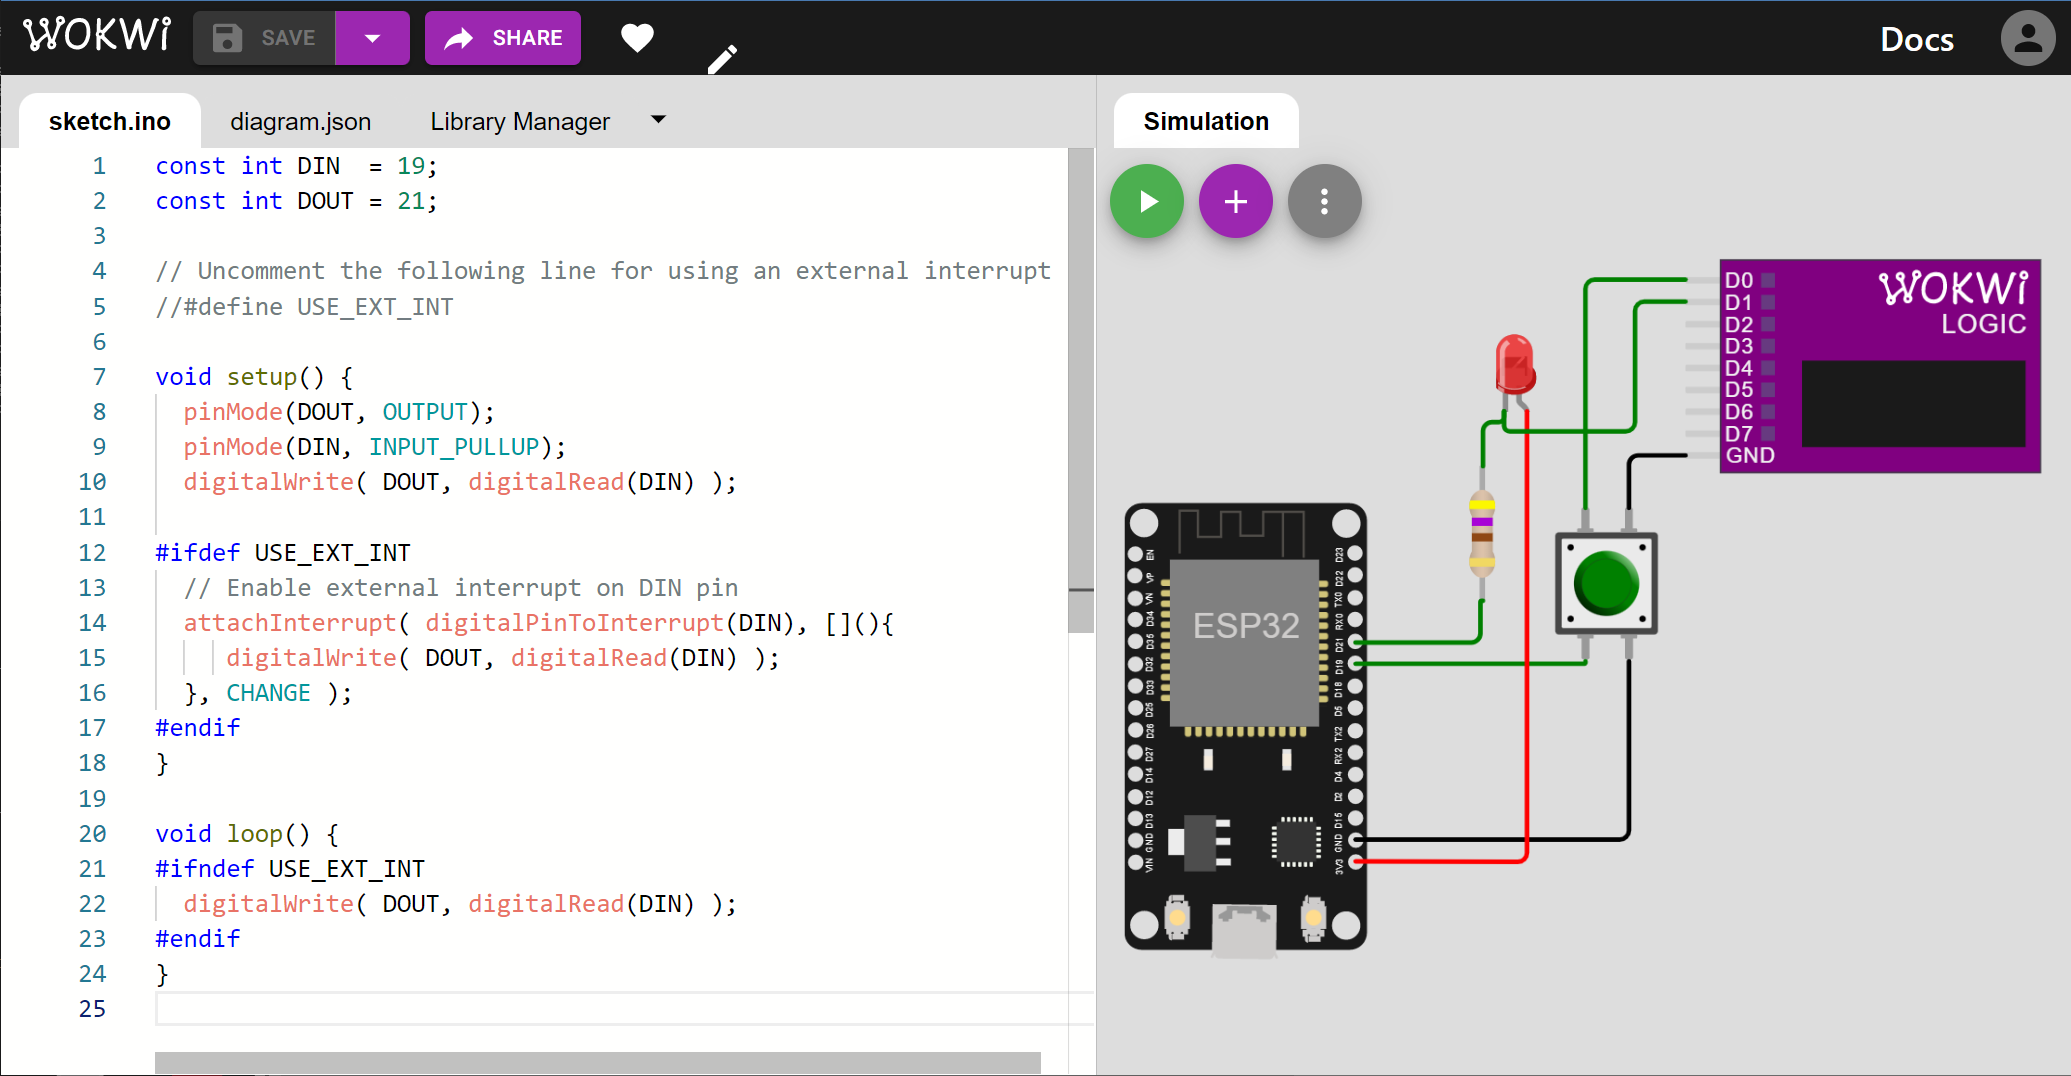 WOKWi SAVE SHARE Docs
sketch.ino diagram.json Library Manager
1 const int DIN  = 19;
2 const int DOUT = 21;
3
4 // Uncomment the following line for using an external interrupt
5 //#define USE_EXT_INT
6
7 void setup() {
8   pinMode(DOUT, OUTPUT);
9   pinMode(DIN, INPUT_PULLUP);
10   digitalWrite( DOUT, digitalRead(DIN) );
11
12 #ifdef USE_EXT_INT
13   // Enable external interrupt on DIN pin
14   attachInterrupt( digitalPinToInterrupt(DIN), [](){
15      digitalWrite( DOUT, digitalRead(DIN) );
16   }, CHANGE );
17 #endif
18 }
19
20 void loop() {
21 #ifndef USE_EXT_INT
22   digitalWrite( DOUT, digitalRead(DIN) );
23 #endif
24 }
25
Simulation
D0
D1
D2
D3
D4
D5
D6
D7
GND
WOKWi
LOGIC
ESP32
EN
VP
VN
D34
D35
D32
D33
D25
D26
D27
D14
D12
D13
GND
VIN
D23
D22
TX0
RX0
D21
D19
D18
D5
TX2
RX2
D4
D2
D15
GND
3V3